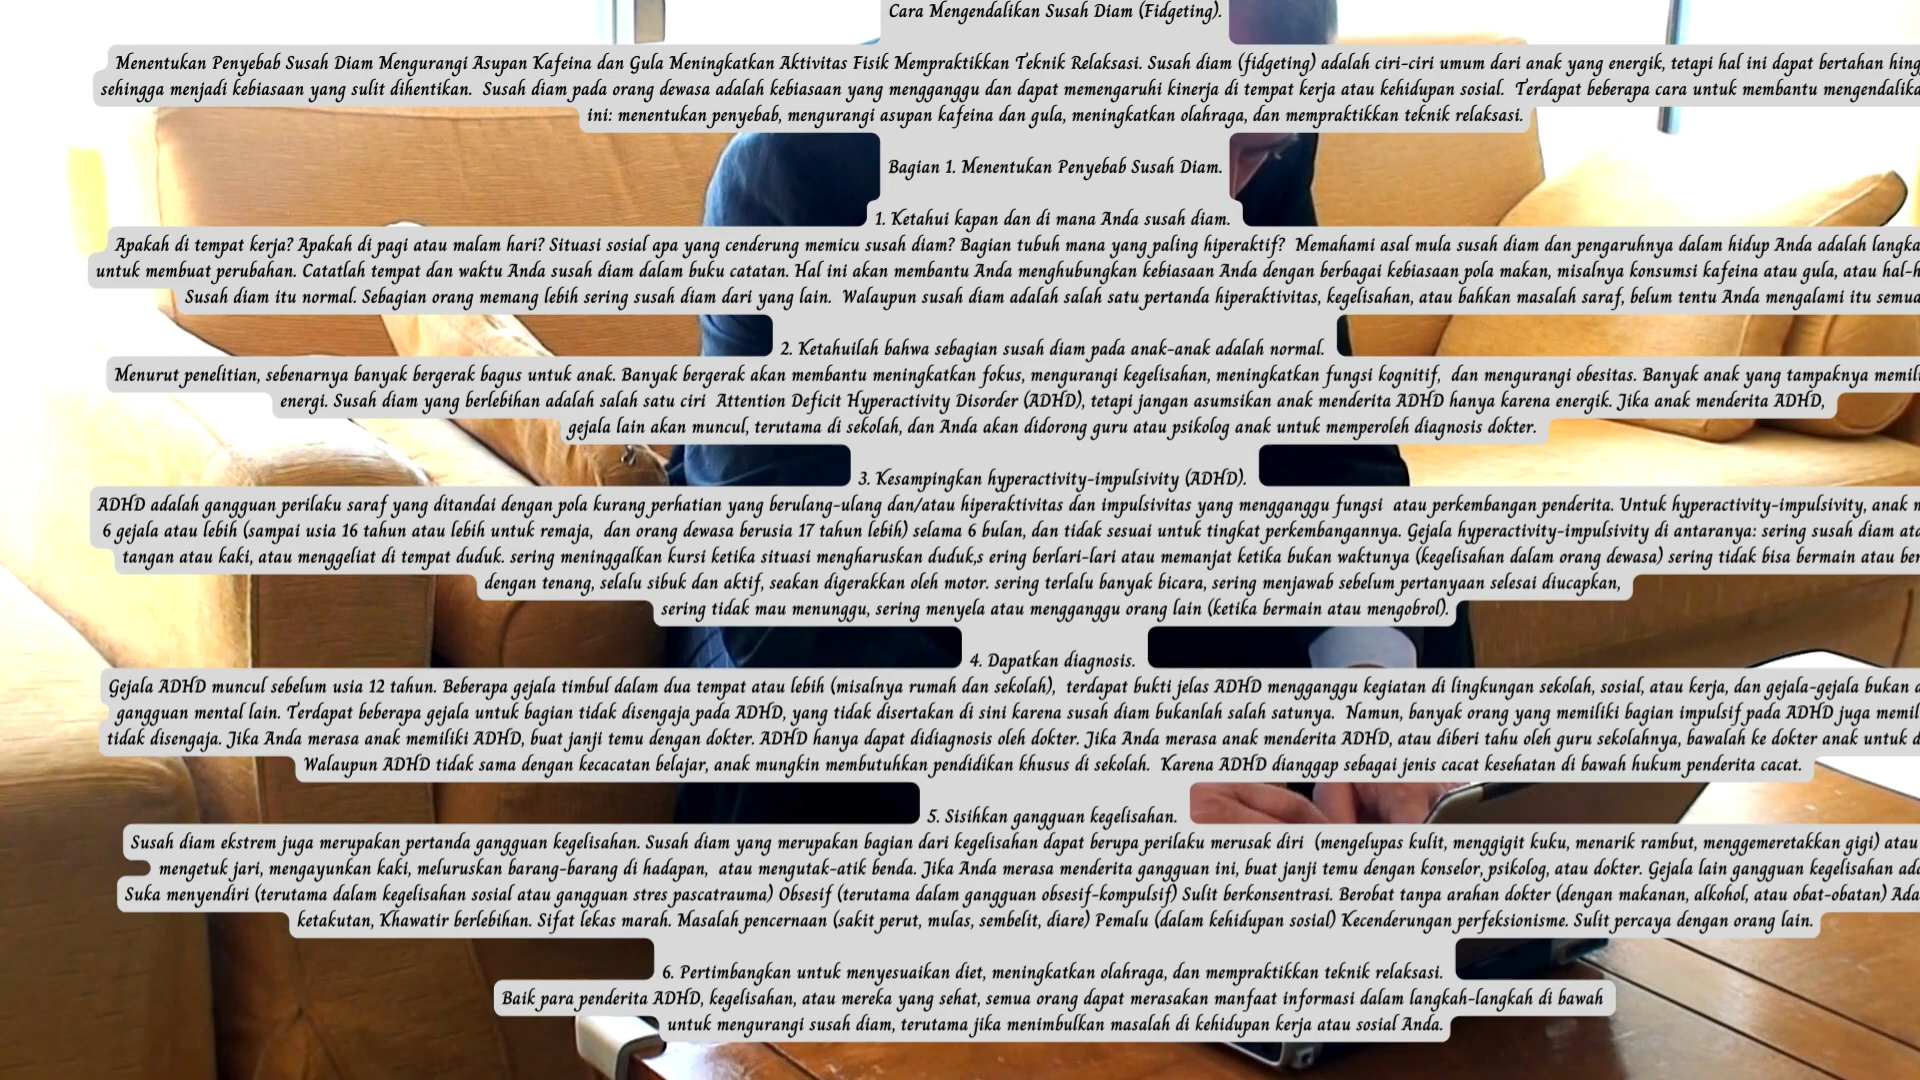 Cara Mengendalikan Susah Diam (Fidgeting).
Menentukan Penyebab Susah Diam Mengurangi Asupan Kafeina dan Gula Meningkatkan Aktivitas Fisik Mempraktikkan Teknik Relaksasi. Susah diam (fidgeting) adalah ciri-ciri umum dari anak yang energik, tetapi hal ini dapat bertahan hing
sehingga menjadi kebiasaan yang sulit dihentikan. Susah diam pada orang dewasa adalah kebiasaan yang mengganggu dan dapat memengaruhi kinerja di tempat kerja atau kehidupan sosial. Terdapat beberapa cara untuk membantu mengendalika
ini: menentukan penyebab, mengurangi asupan kafeina dan gula, meningkatkan olahraga, dan mempraktikkan teknik relaksasi.
Bagian 1. Menentukan Penyebab Susah Diam.
1. Ketahui kapan dan di mana Anda susah diam.
Apakah di tempat kerja? Apakah di pagi atau malam hari? Situasi sosial apa yang cenderung memicu susah diam? Bagian tubuh mana yang paling hiperaktif? Memahami asal mula susah diam dan pengaruhnya dalam hidup Anda adalah langka
untuk membuat perubahan. Catatlah tempat dan waktu Anda susah diam dalam buku catatan. Hal ini akan membantu Anda menghubungkan kebiasaan Anda dengan berbagai kebiasaan pola makan, misalnya konsumsi kafeina atau gula, atau hal-h
Susah diam itu normal. Sebagian orang memang lebih sering susah diam dari yang lain. Walaupun susah diam adalah salah satu pertanda hiperaktivitas, kegelisahan, atau bahkan masalah saraf, belum tentu Anda mengalami itu semua
2. Ketahuilah bahwa sebagian susah diam pada anak-anak adalah normal.
Menurut penelitian, sebenarnya banyak bergerak bagus untuk anak. Banyak bergerak akan membantu meningkatkan fokus, mengurangi kegelisahan, meningkatkan fungsi kognitif, dan mengurangi obesitas. Banyak anak yang tampaknya memili
energi. Susah diam yang berlebihan adalah salah satu ciri Attention Deficit Hyperactivity Disorder (ADHD), tetapi jangan asumsikan anak menderita ADHD hanya karena energik. Jika anak menderita ADHD,
gejala lain akan muncul, terutama di sekolah, dan Anda akan didorong guru atau psikolog anak untuk memperoleh diagnosis dokter.
3. Kesampingkan hyperactivity-impulsivity (ADHD).
ADHD adalah gangguan perilaku saraf yang ditandai dengan pola kurang perhatian yang berulang-ulang dan/atau hiperaktivitas dan impulsivitas yang mengganggu fungsi atau perkembangan penderita. Untuk hyperactivity-impulsivity, anak
6 gejala atau lebih (sampai usia 16 tahun atau lebih untuk remaja, dan orang dewasa berusia 17 tahun lebih) selama 6 bulan, dan tidak sesuai untuk tingkat perkembangannya. Gejala hyperactivity-impulsivity di antaranya: sering susah diam ata
tangan atau kaki, atau menggeliat di tempat duduk. sering meninggalkan kursi ketika situasi mengharuskan duduk,s ering berlari-lari atau memanjat ketika bukan waktunya (kegelisahan dalam orang dewasa) sering tidak bisa bermain atau ber
dengan tenang, selalu sibuk dan aktif, seakan digerakkan oleh motor. sering terlalu banyak bicara, sering menjawab sebelum pertanyaan selesai diucapkan,
sering tidak mau menunggu, sering menyela atau mengganggu orang lain (ketika bermain atau mengobrol).
4. Dapatkan diagnosis.
Gejala ADHD muncul sebelum usia 12 tahun. Beberapa gejala timbul dalam dua tempat atau lebih (misalnya rumah dan sekolah), terdapat bukti jelas ADHD mengganggu kegiatan di lingkungan sekolah, sosial, atau kerja, dan gejala-gejala bukan
gangguan mental lain. Terdapat beberapa gejala untuk bagian tidak disengaja pada ADHD, yang tidak disertakan di sini karena susah diam bukanlah salah satunya. Namun, banyak orang yang memiliki bagian impulsif pada ADHD juga memil
tidak disengaja. Jika Anda merasa anak memiliki ADHD, buat janji temu dengan dokter. ADHD hanya dapat didiagnosis oleh dokter. Jika Anda merasa anak menderita ADHD, atau diberi tahu oleh guru sekolahnya, bawalah ke dokter anak untuk d
Walaupun ADHD tidak sama dengan kecacatan belajar, anak mungkin membutuhkan pendidikan khusus di sekolah. Karena ADHD dianggap sebagai jenis cacat kesehatan di bawah hukum penderita cacat.
5. Sisihkan gangguan kegelisahan.
Susah diam ekstrem juga merupakan pertanda gangguan kegelisahan. Susah diam yang merupakan bagian dari kegelisahan dapat berupa perilaku merusak diri (mengelupas kulit, menggigit kuku, menarik rambut, menggemeretakkan gigi) atau
mengetuk jari, mengayunkan kaki, meluruskan barang-barang di hadapan, atau mengutak-atik benda. Jika Anda merasa menderita gangguan ini, buat janji temu dengan konselor, psikolog, atau dokter. Gejala lain gangguan kegelisahan ada
Suka menyendiri (terutama dalam kegelisahan sosial atau gangguan stres pascatrauma) Obsesif (terutama dalam gangguan obsesif-kompulsif) Sulit berkonsentrasi. Berobat tanpa arahan dokter (dengan makanan, alkohol, atau obat-obatan) Ada
ketakutan, Khawatir berlebihan. Sifat lekas marah. Masalah pencernaan (sakit perut, mulas, sembelit, diare) Pemalu (dalam kehidupan sosial) Kecenderungan perfeksionisme. Sulit percaya dengan orang lain.
6. Pertimbangkan untuk menyesuaikan diet, meningkatkan olahraga, dan mempraktikkan teknik relaksasi.
Baik para penderita ADHD, kegelisahan, atau mereka yang sehat, semua orang dapat merasakan manfaat informasi dalam langkah-langkah di bawah
untuk mengurangi susah diam, terutama jika menimbulkan masalah di kehidupan kerja atau sosial Anda.